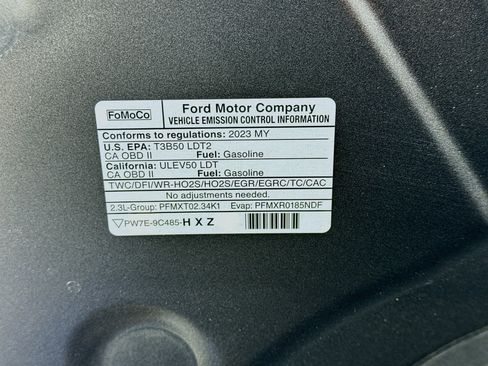 FoMoCo
Ford Motor Company
VEHICLE EMISSION CONTROL INFORMATION
Conforms to regulations: 2023 MY
U.S. EPA: T3B50 LDT2
CA OBD II Fuel: Gasoline
California: ULEV50 LDT
CA OBD II Fuel: Gasoline
TWC/DFI/WR-HO2S/HO2S/EGR/EGRC/TC/CAC
No adjustments needed.
2.3L-Group: PFMXT02.34K1 Evap: PFMXR0185NDF
PW7E-9C485-HXZ